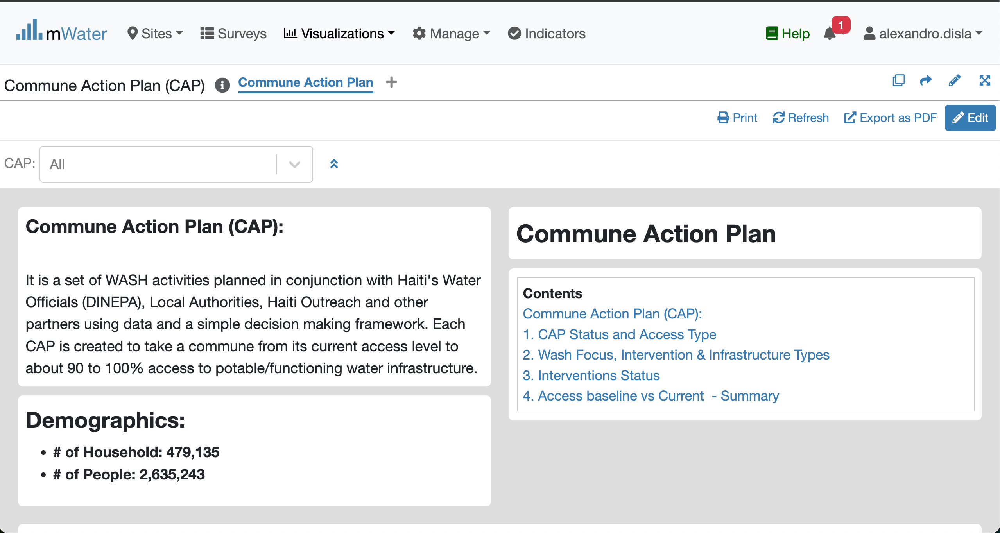 mWater
Sites
Surveys
Visualizations
Manage
Indicators
Help
1
alexandro.disla
Commune Action Plan (CAP)
Commune Action Plan
Print
Refresh
Export as PDF
Edit
CAP:
All
Commune Action Plan (CAP):
It is a set of WASH activities planned in conjunction with Haiti's Water
Officials (DINEPA), Local Authorities, Haiti Outreach and other
partners using data and a simple decision making framework. Each
CAP is created to take a commune from its current access level to
about 90 to 100% access to potable/functioning water infrastructure.
Demographics:
• # of Household: 479,135
• # of People: 2,635,243
Commune Action Plan
Contents
Commune Action Plan (CAP):
1. CAP Status and Access Type
2. Wash Focus, Intervention & Infrastructure Types
3. Interventions Status
4. Access baseline vs Current  - Summary